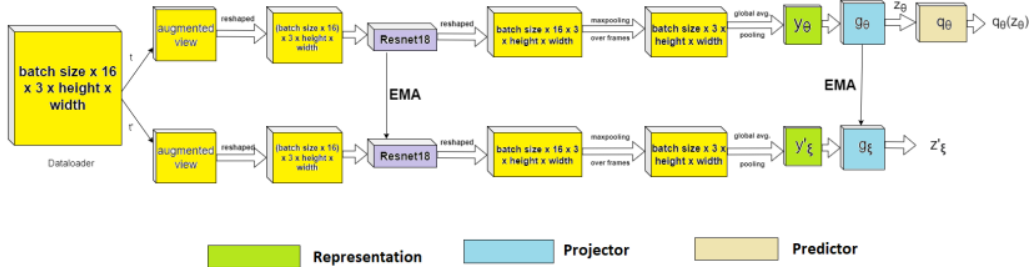 batch size x 16
x 3 x height x
width
Dataloader
t
t'
augmented
view
reshaped
(batch size x 16)
x 3 x height x
width
Resnet18
reshaped
batch size x 16 x 3
x height x width
maxpooling
over frames
batch size x 3 x
height x width
global avg.
pooling
yθ
gθ
zθ
qθ
qθ(zθ)
EMA
EMA
augmented
view
reshaped
(batch size x 16)
x 3 x height x
width
Resnet18
reshaped
batch size x 16 x 3
x height x width
maxpooling
over frames
batch size x 3 x
height x width
global avg.
pooling
y'ξ
gξ
z'ξ
Representation
Projector
Predictor